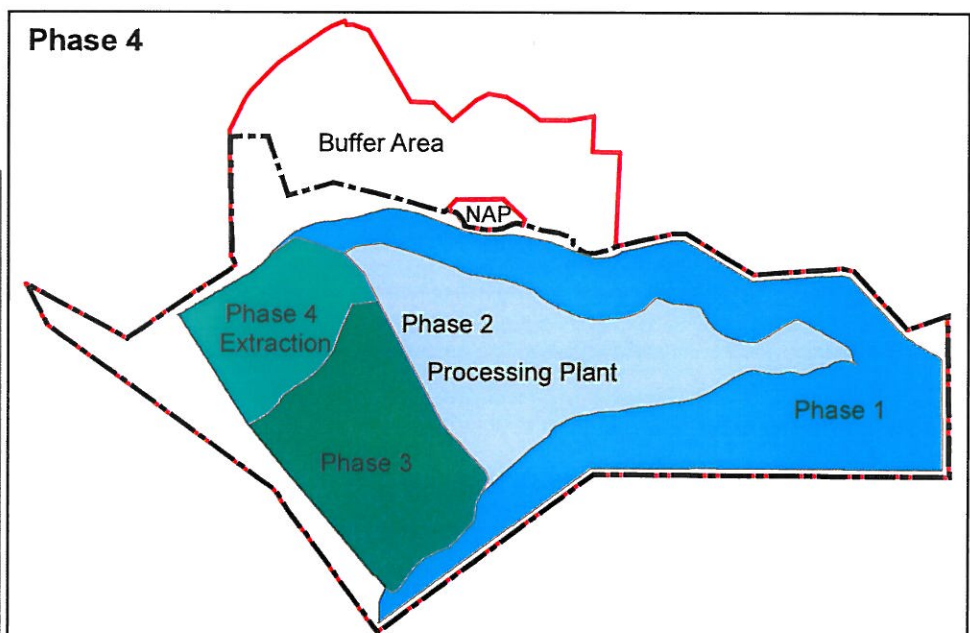 Phase 4
Buffer Area
NAP
Phase 4
Extraction
Phase 2
Processing Plant
Phase 1
Phase 3